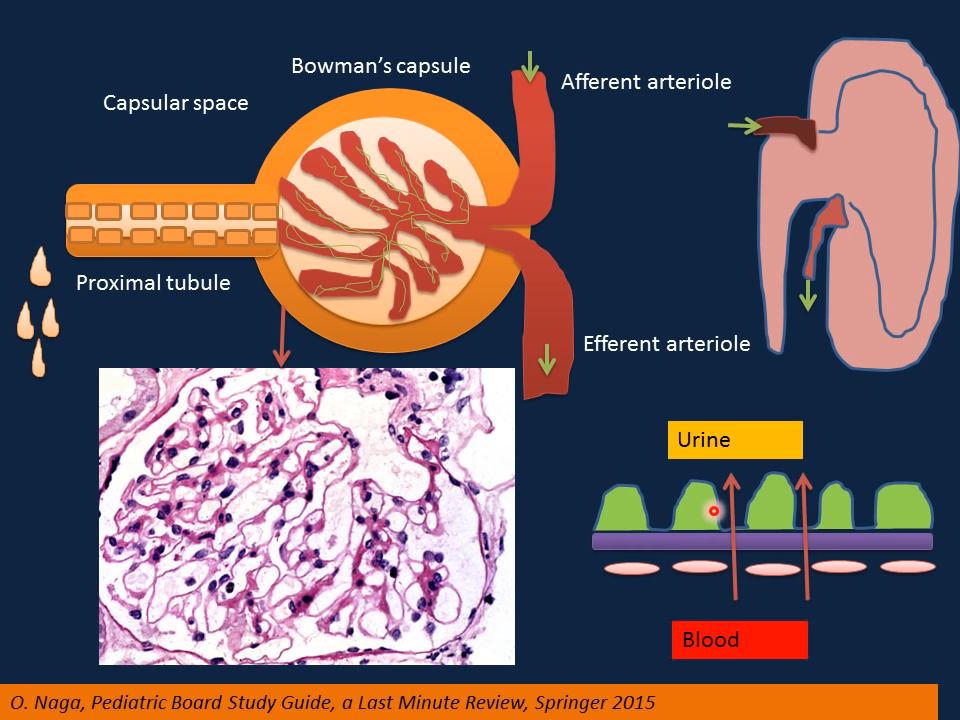 Bowman's capsule
Afferent arteriole
Capsular space
Proximal tubule
Efferent arteriole
Urine
Blood
O. Naga, Pediatric Board Study Guide, a Last Minute Review, Springer 2015